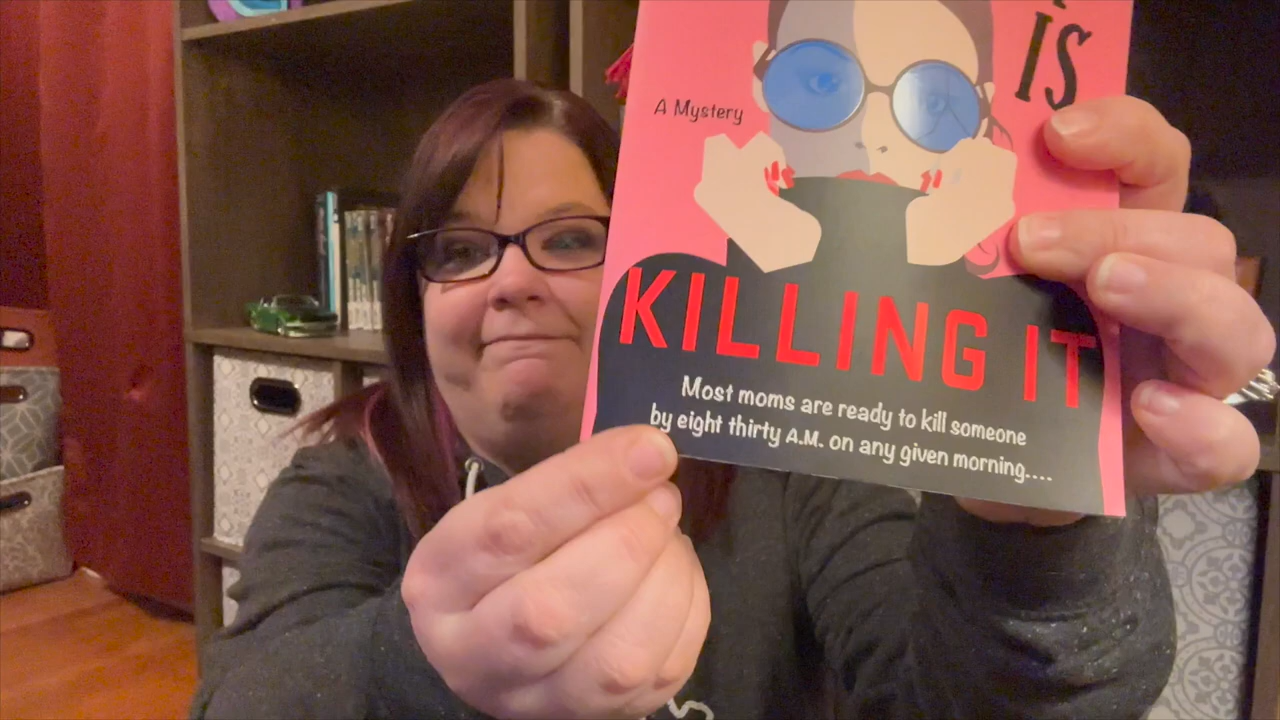 is
A Mystery
KILLING IT
Most moms are ready to kill someone
by eight thirty A.M. on any given morning....